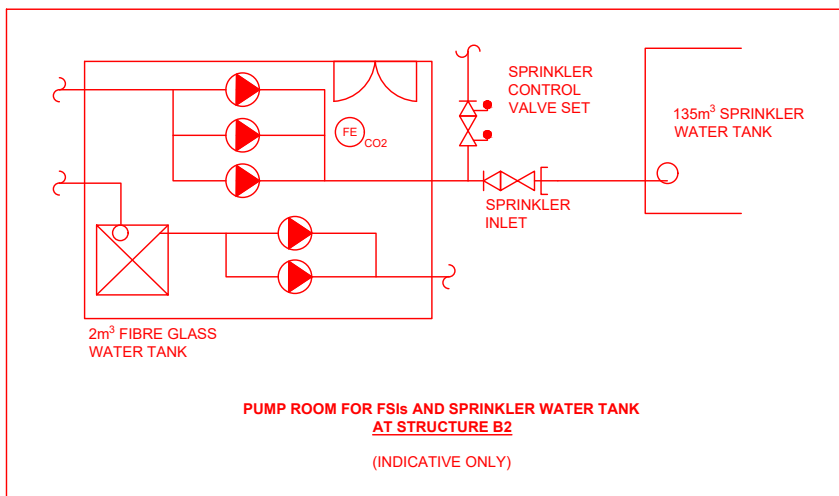 SPRINKLER
CONTROL
VALVE SET
135m³ SPRINKLER
WATER TANK
FE
CO2
SPRINKLER
INLET
2m³ FIBRE GLASS
WATER TANK
PUMP ROOM FOR FSIs AND SPRINKLER WATER TANK
AT STRUCTURE B2
(INDICATIVE ONLY)